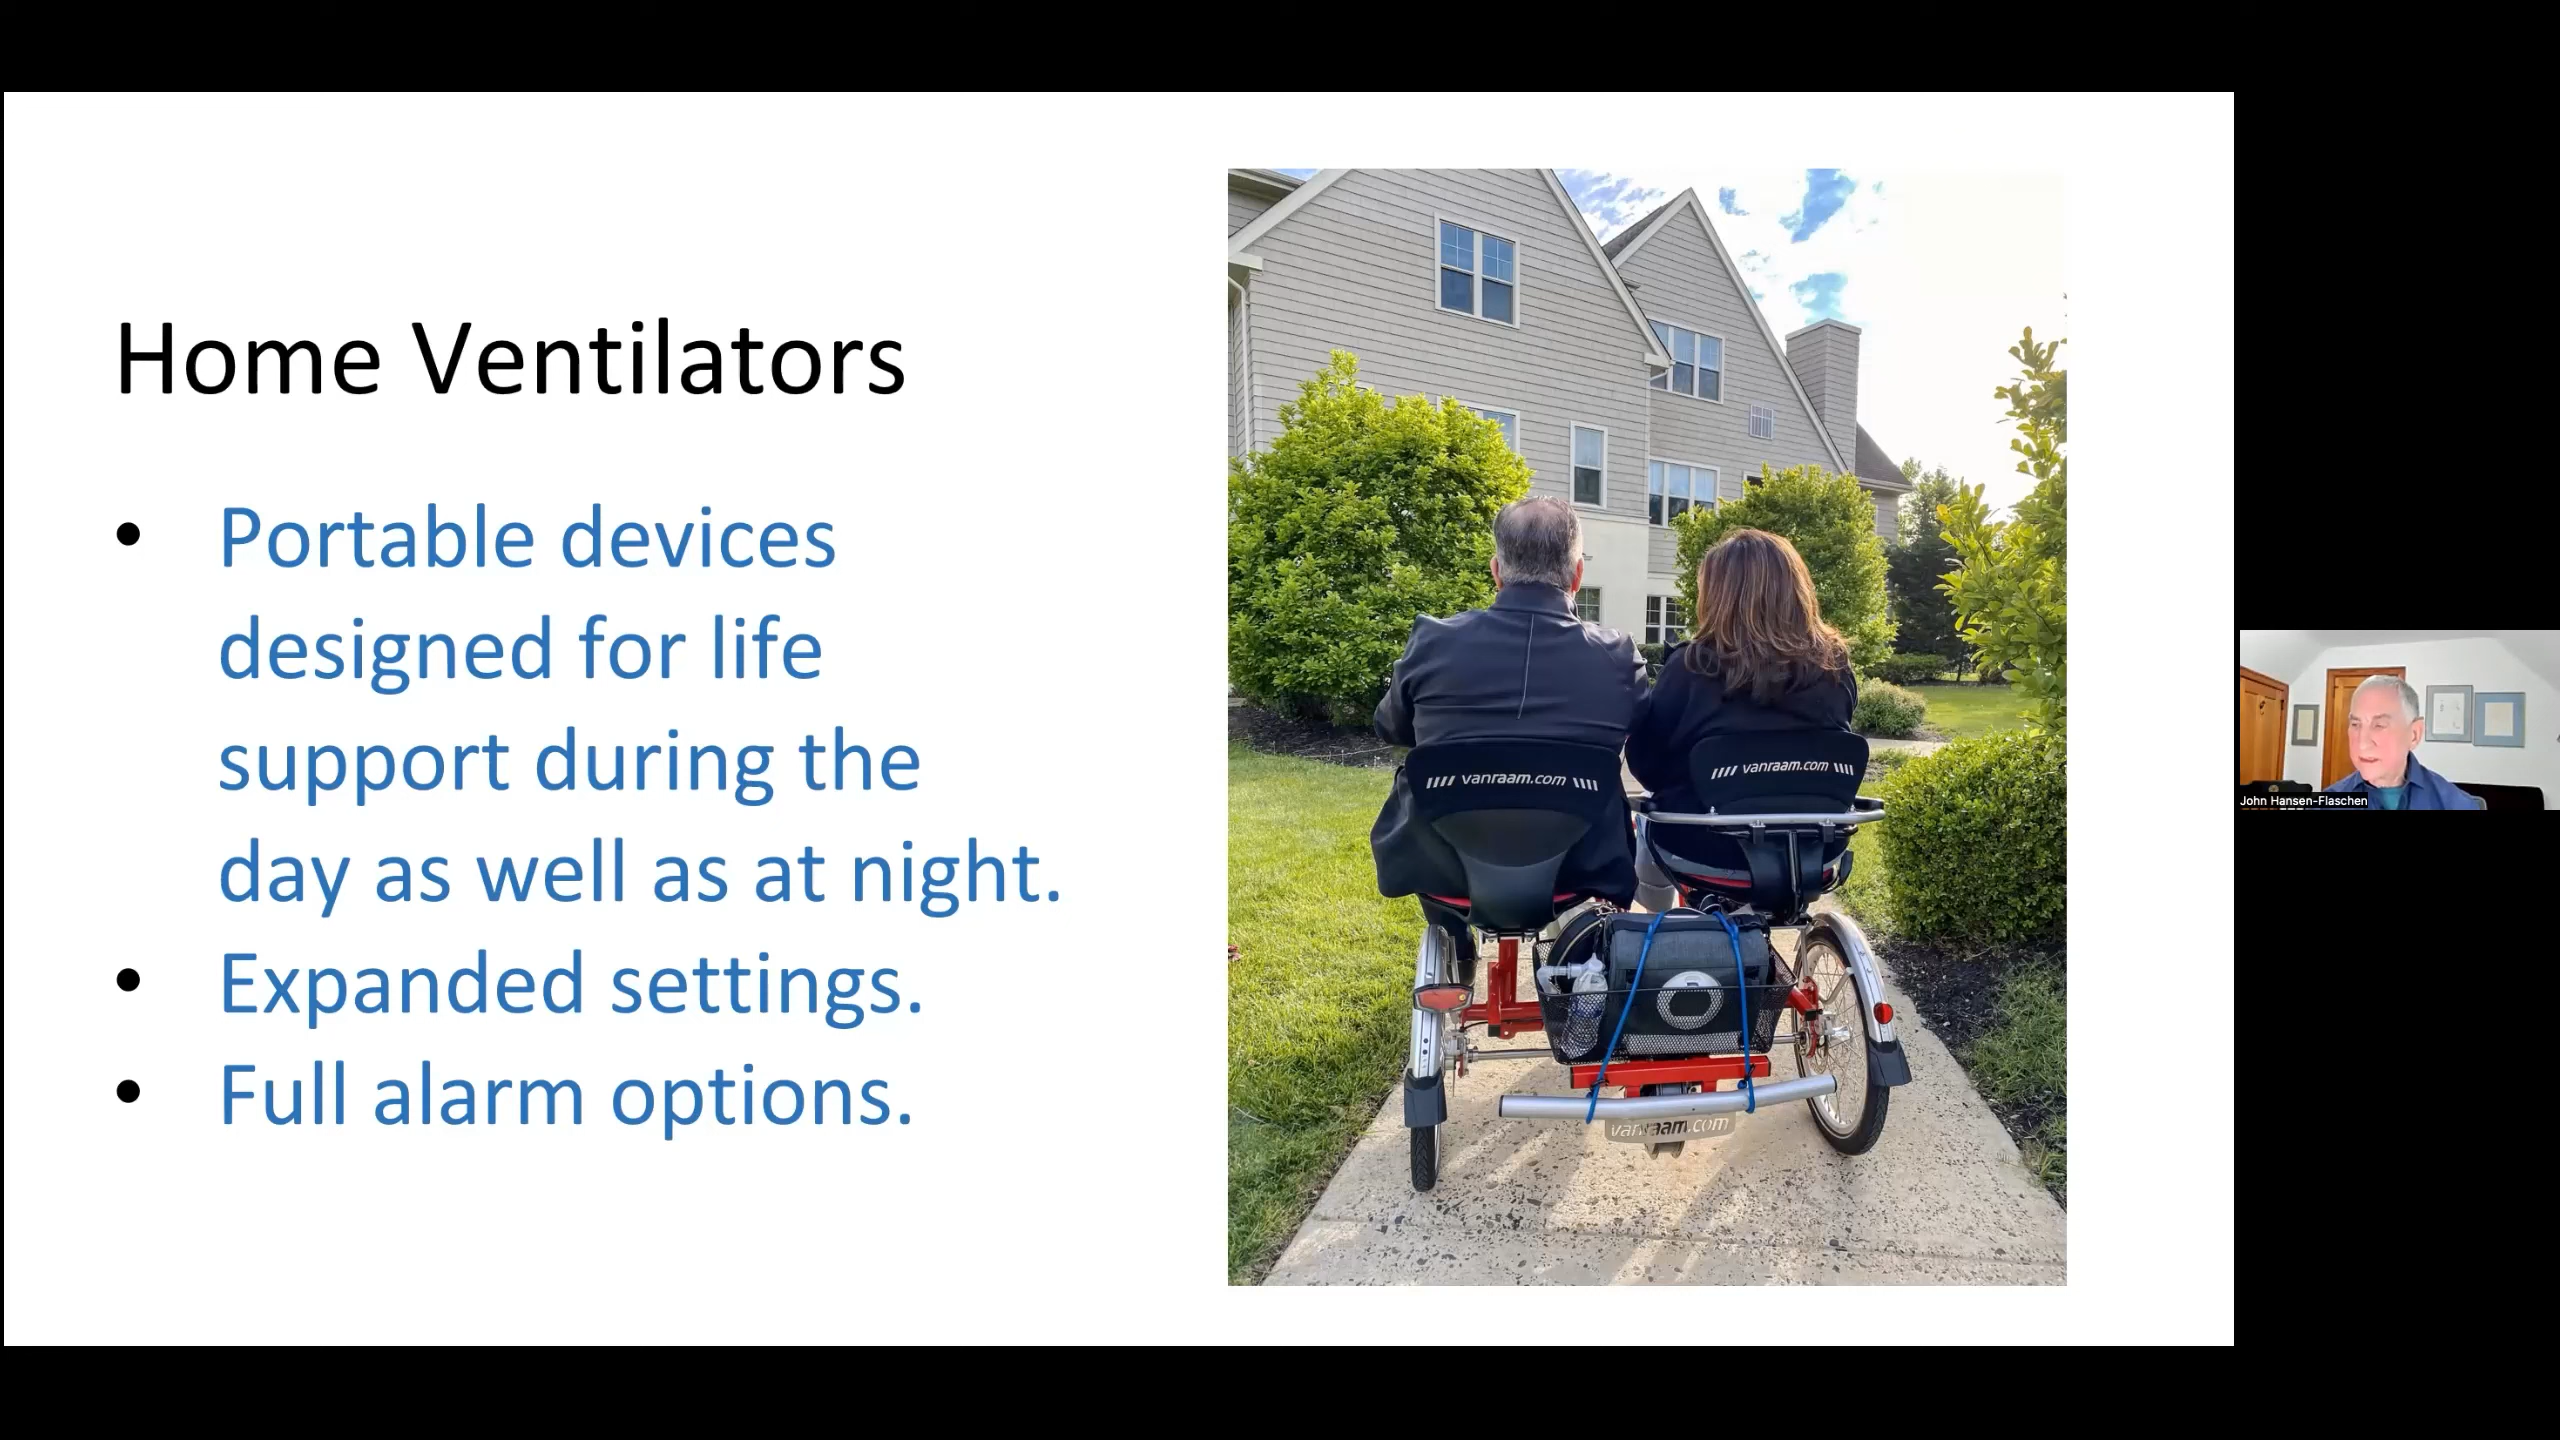 Home Ventilators
• Portable devices
designed for life
support during the
day as well as at night.
• Expanded settings.
• Full alarm options.
vanraam.com
vanraam.com
vanraam.com
John Hansen-Flaschen